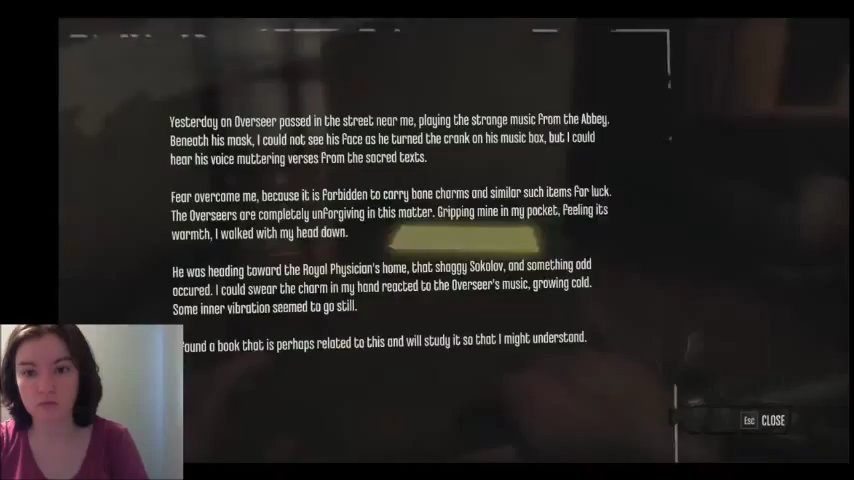 Yesterday an Overseer passed in the street near me, playing the strange music from the Abbey.
Beneath his mask, I could not see his face as he turned the crank on his music box, but I could
hear his voice muttering verses from the sacred texts.
Fear overcame me, because it is forbidden to carry bone charms and similar such items for luck.
The Overseers are completely unforgiving in this matter. Gripping mine in my pocket, feeling its
warmth, I walked with my head down.
He was heading toward the Royal Physician's home, that shaggy Sokolov, and something odd
occured. I could swear the charm in my hand reacted to the Overseer's music, growing cold.
Some inner vibration seemed to go still.
found a book that is perhaps related to this and will study it so that I might understand.
Esc CLOSE